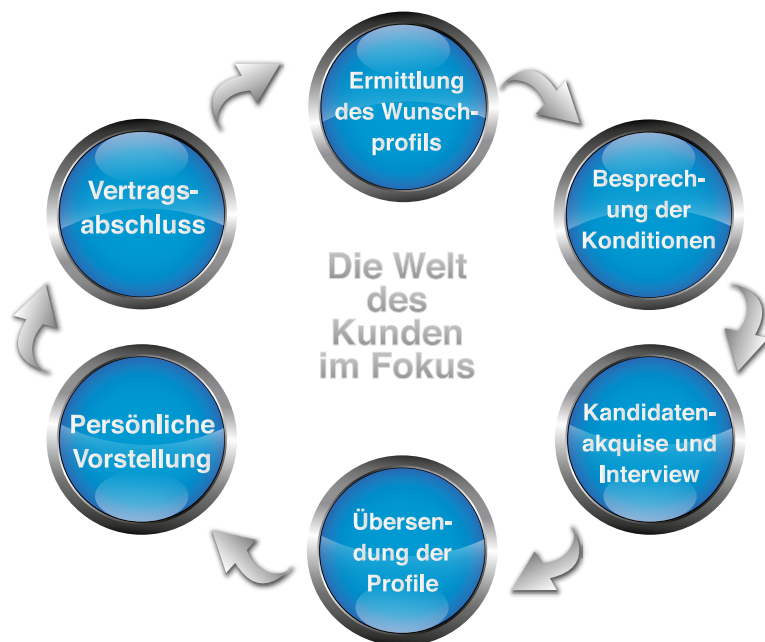 Ermittlung
des Wunsch-
profils
Besprech-
ung der
Konditionen
Kandidaten-
akquise und
Interview
Übersen-
dung der
Profile
Persönliche
Vorstellung
Vertrags-
abschluss
Die Welt
des
Kunden
im Fokus